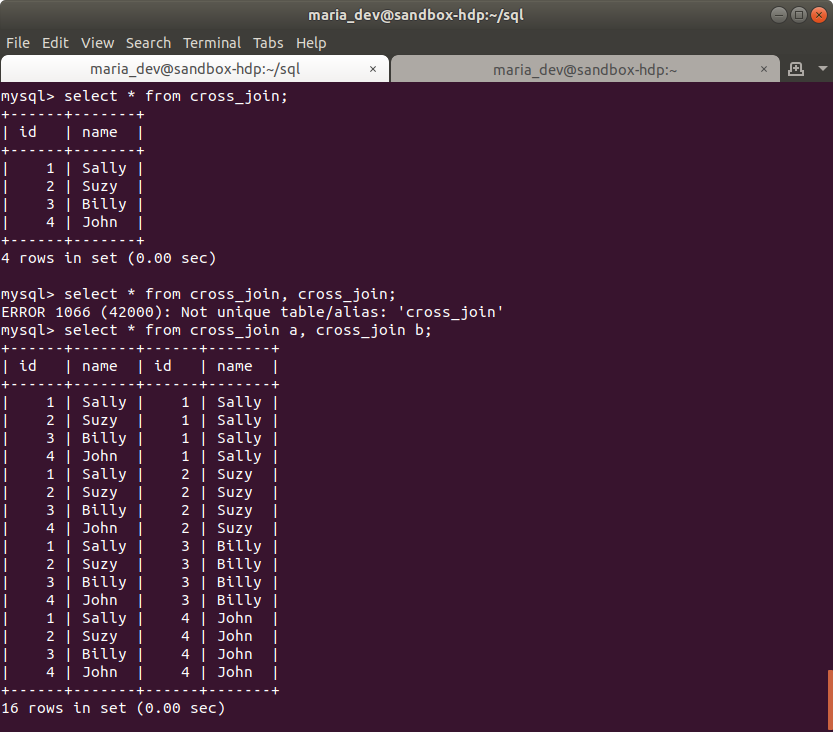 maria_dev@sandbox-hdp:~/sql
File Edit View Search Terminal Tabs Help
maria_dev@sandbox-hdp:~/sql × maria_dev@sandbox-hdp:~ ×
mysql> select * from cross_join;
+------+-------+
| id   | name  |
+------+-------+
|    1 | Sally |
|    2 | Suzy  |
|    3 | Billy |
|    4 | John  |
+------+-------+
4 rows in set (0.00 sec)

mysql> select * from cross_join, cross_join;
ERROR 1066 (42000): Not unique table/alias: 'cross_join'
mysql> select * from cross_join a, cross_join b;
+------+-------+------+-------+
| id   | name  | id   | name  |
+------+-------+------+-------+
|    1 | Sally |    1 | Sally |
|    2 | Suzy  |    1 | Sally |
|    3 | Billy |    1 | Sally |
|    4 | John  |    1 | Sally |
|    1 | Sally |    2 | Suzy  |
|    2 | Suzy  |    2 | Suzy  |
|    3 | Billy |    2 | Suzy  |
|    4 | John  |    2 | Suzy  |
|    1 | Sally |    3 | Billy |
|    2 | Suzy  |    3 | Billy |
|    3 | Billy |    3 | Billy |
|    4 | John  |    3 | Billy |
|    1 | Sally |    4 | John  |
|    2 | Suzy  |    4 | John  |
|    3 | Billy |    4 | John  |
|    4 | John  |    4 | John  |
+------+-------+------+-------+
16 rows in set (0.00 sec)